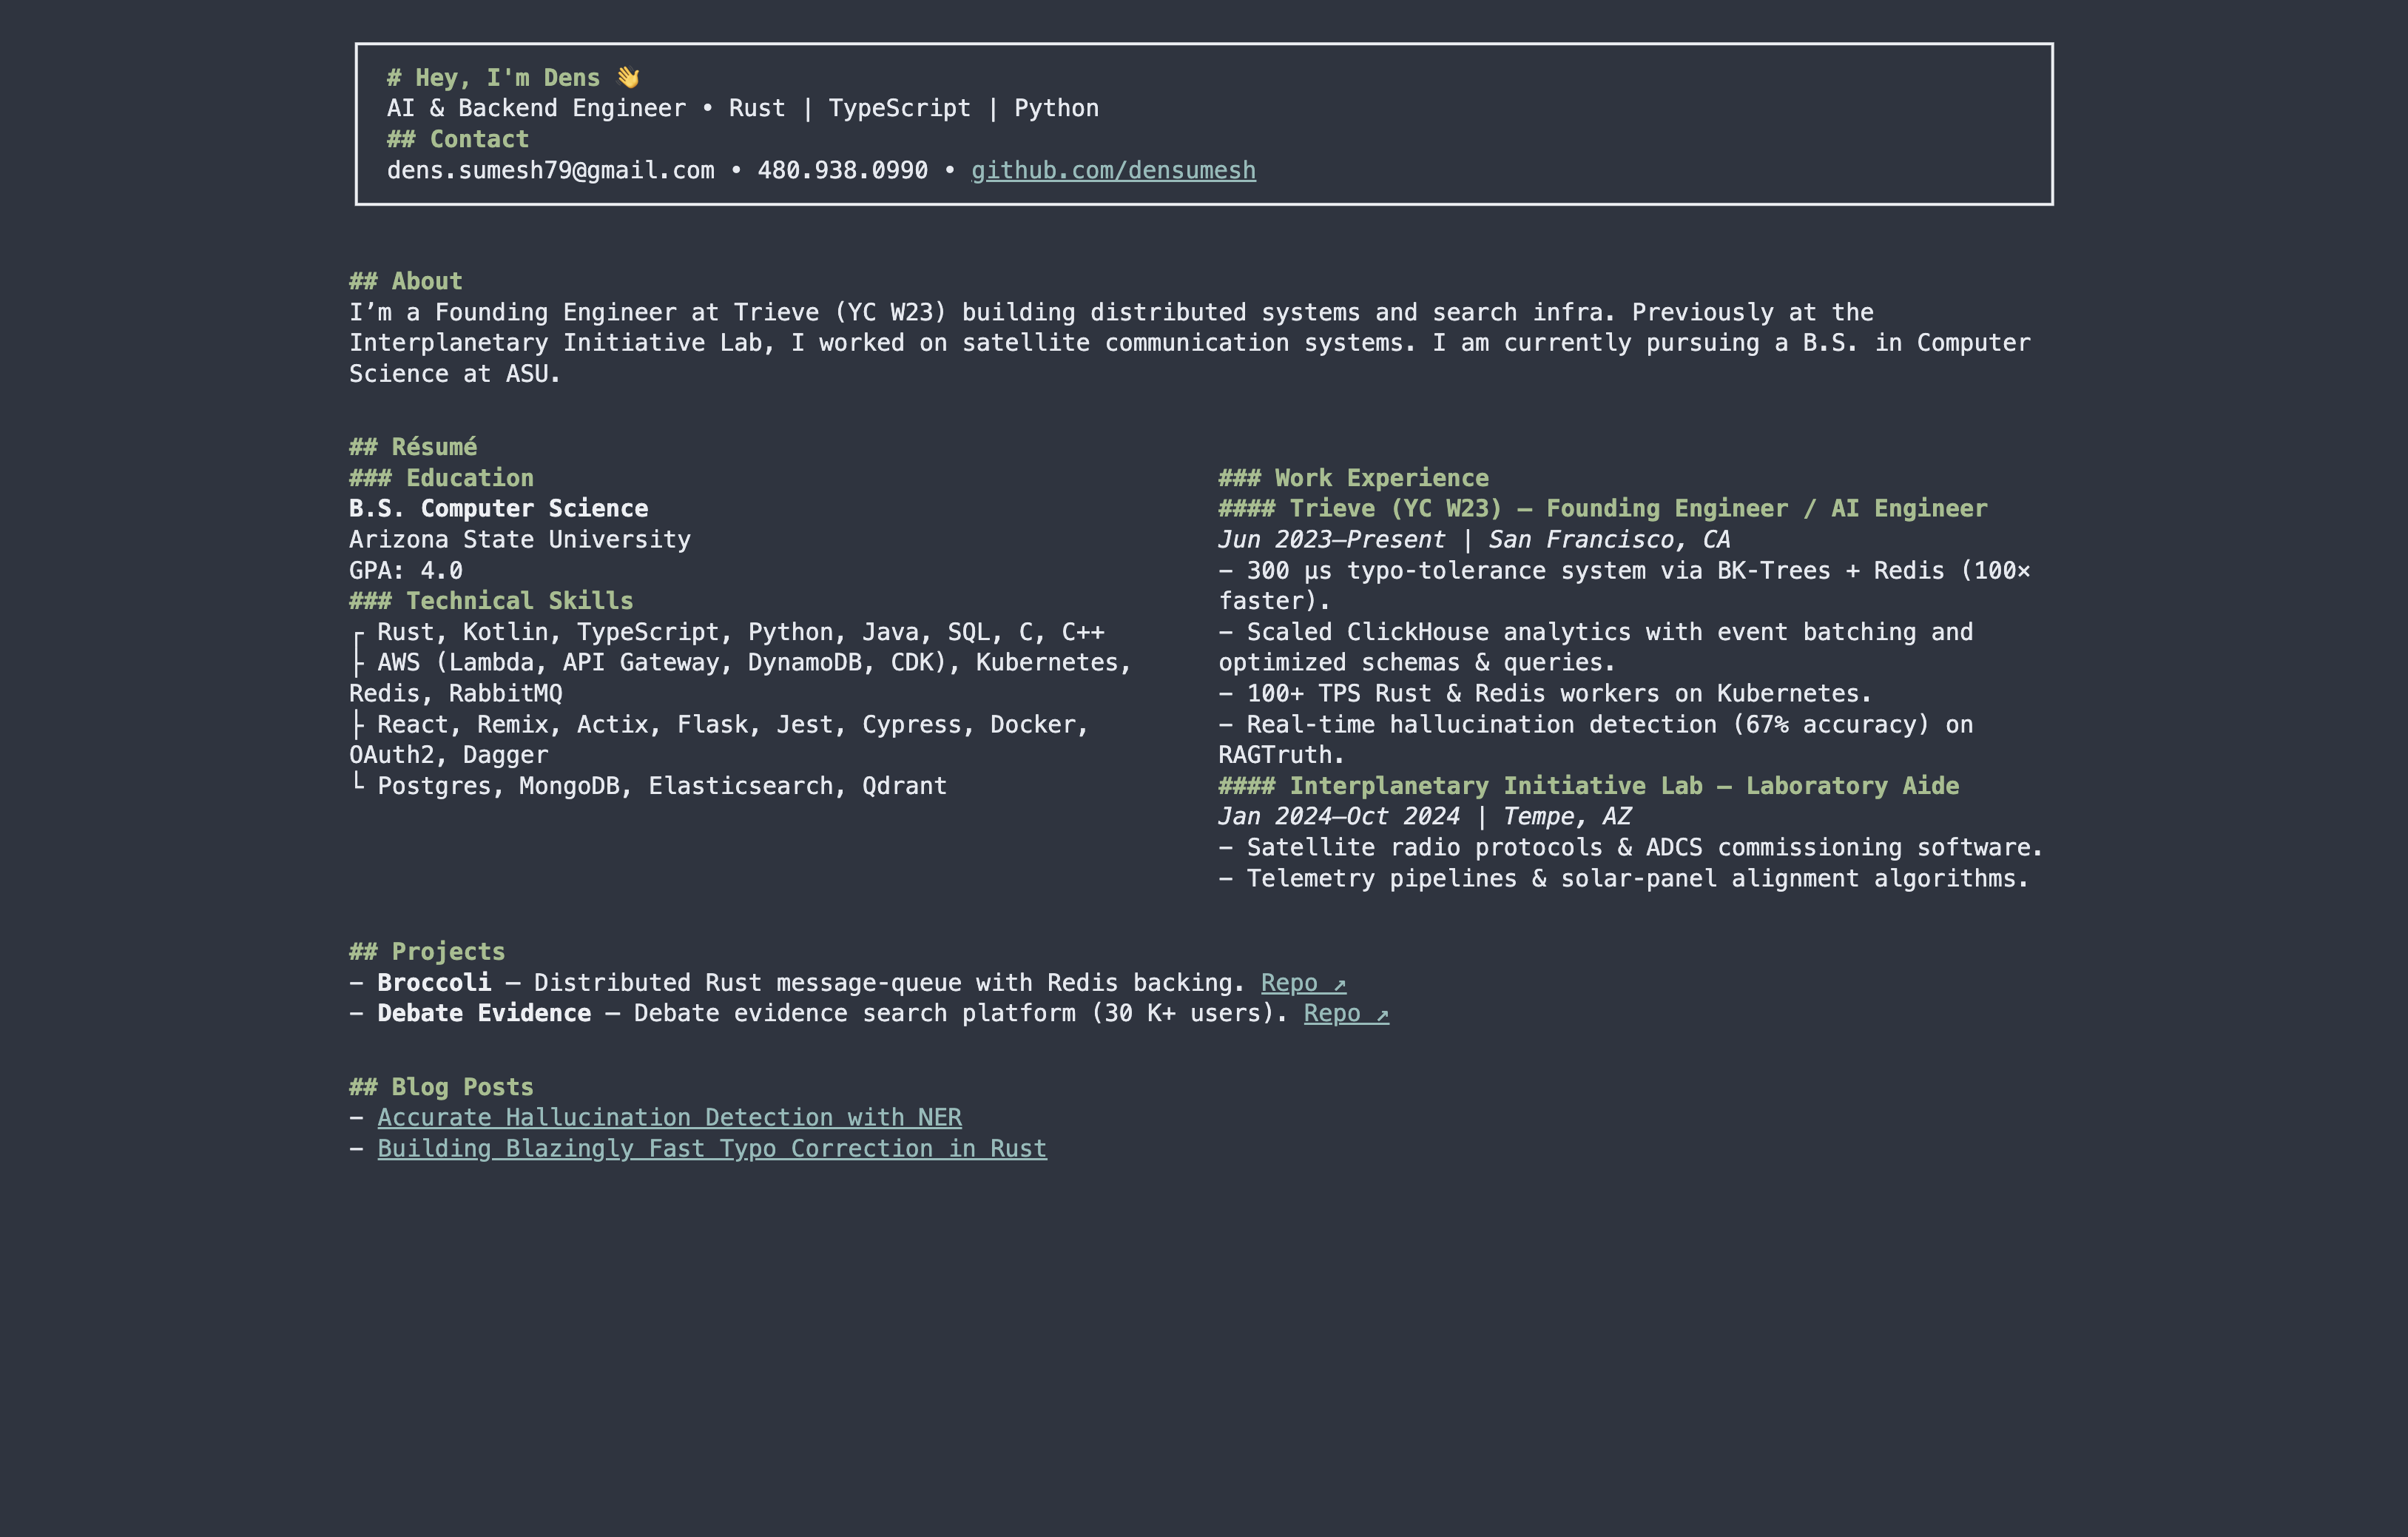 # Hey, I'm Dens 👋
AI & Backend Engineer • Rust | TypeScript | Python
## Contact
dens.sumesh79@gmail.com • 480.938.0990 • github.com/densumesh
## About
I’m a Founding Engineer at Trieve (YC W23) building distributed systems and search infra. Previously at the
Interplanetary Initiative Lab, I worked on satellite communication systems. I am currently pursuing a B.S. in Computer
Science at ASU.
## Résumé
### Education
B.S. Computer Science
Arizona State University
GPA: 4.0
### Technical Skills
┌ Rust, Kotlin, TypeScript, Python, Java, SQL, C, C++
├ AWS (Lambda, API Gateway, DynamoDB, CDK), Kubernetes,
Redis, RabbitMQ
├ React, Remix, Actix, Flask, Jest, Cypress, Docker,
OAuth2, Dagger
└ Postgres, MongoDB, Elasticsearch, Qdrant
### Work Experience
#### Trieve (YC W23) – Founding Engineer / AI Engineer
Jun 2023–Present | San Francisco, CA
– 300 µs typo-tolerance system via BK-Trees + Redis (100×
faster).
– Scaled ClickHouse analytics with event batching and
optimized schemas & queries.
– 100+ TPS Rust & Redis workers on Kubernetes.
– Real-time hallucination detection (67% accuracy) on
RAGTruth.
#### Interplanetary Initiative Lab – Laboratory Aide
Jan 2024–Oct 2024 | Tempe, AZ
– Satellite radio protocols & ADCS commissioning software.
– Telemetry pipelines & solar-panel alignment algorithms.
## Projects
– Broccoli – Distributed Rust message-queue with Redis backing. Repo ↗
– Debate Evidence – Debate evidence search platform (30 K+ users). Repo ↗
## Blog Posts
– Accurate Hallucination Detection with NER
– Building Blazingly Fast Typo Correction in Rust